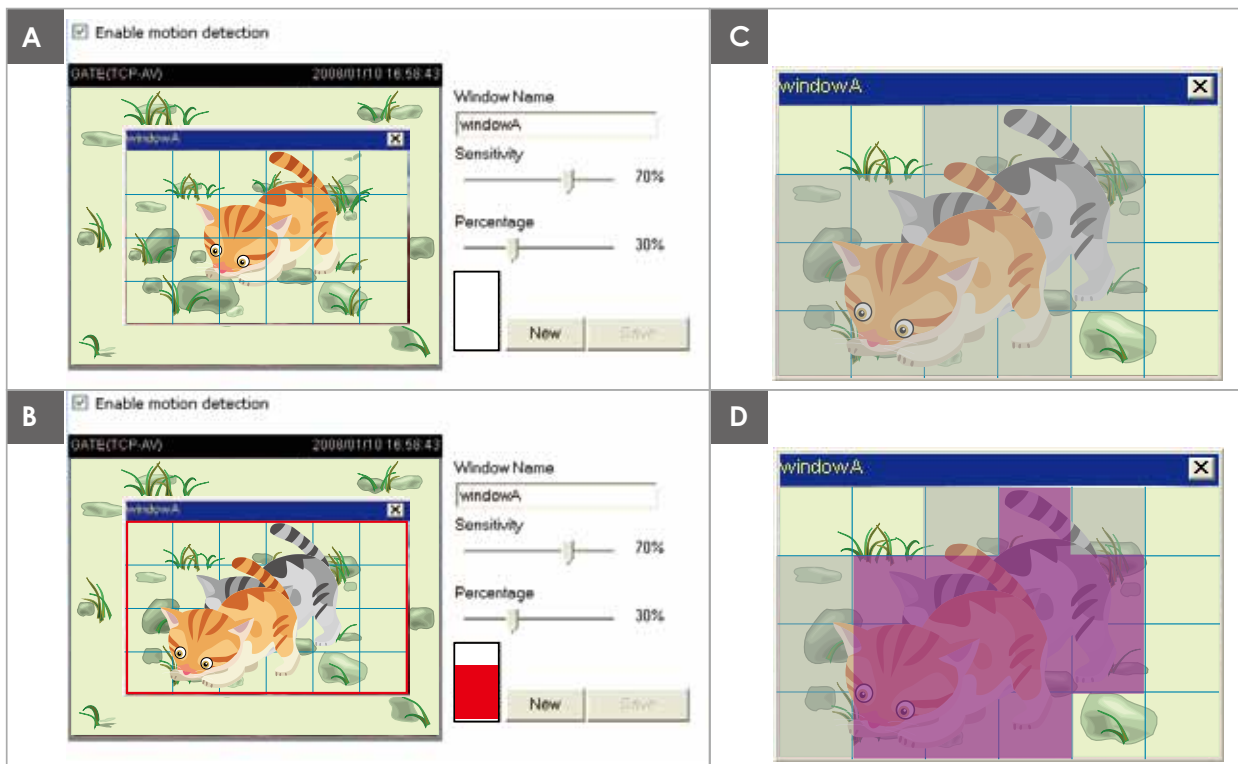 A
Enable motion detection
GATE(TCP-AV) 2008/01/10 16:58:43
windowA
Window Name
windowA
Sensitivity
70%
Percentage
30%
New Save
B
Enable motion detection
GATE(TCP-AV) 2008/01/10 16:58:43
windowA
Window Name
windowA
Sensitivity
70%
Percentage
30%
New Save
C
windowA
D
windowA